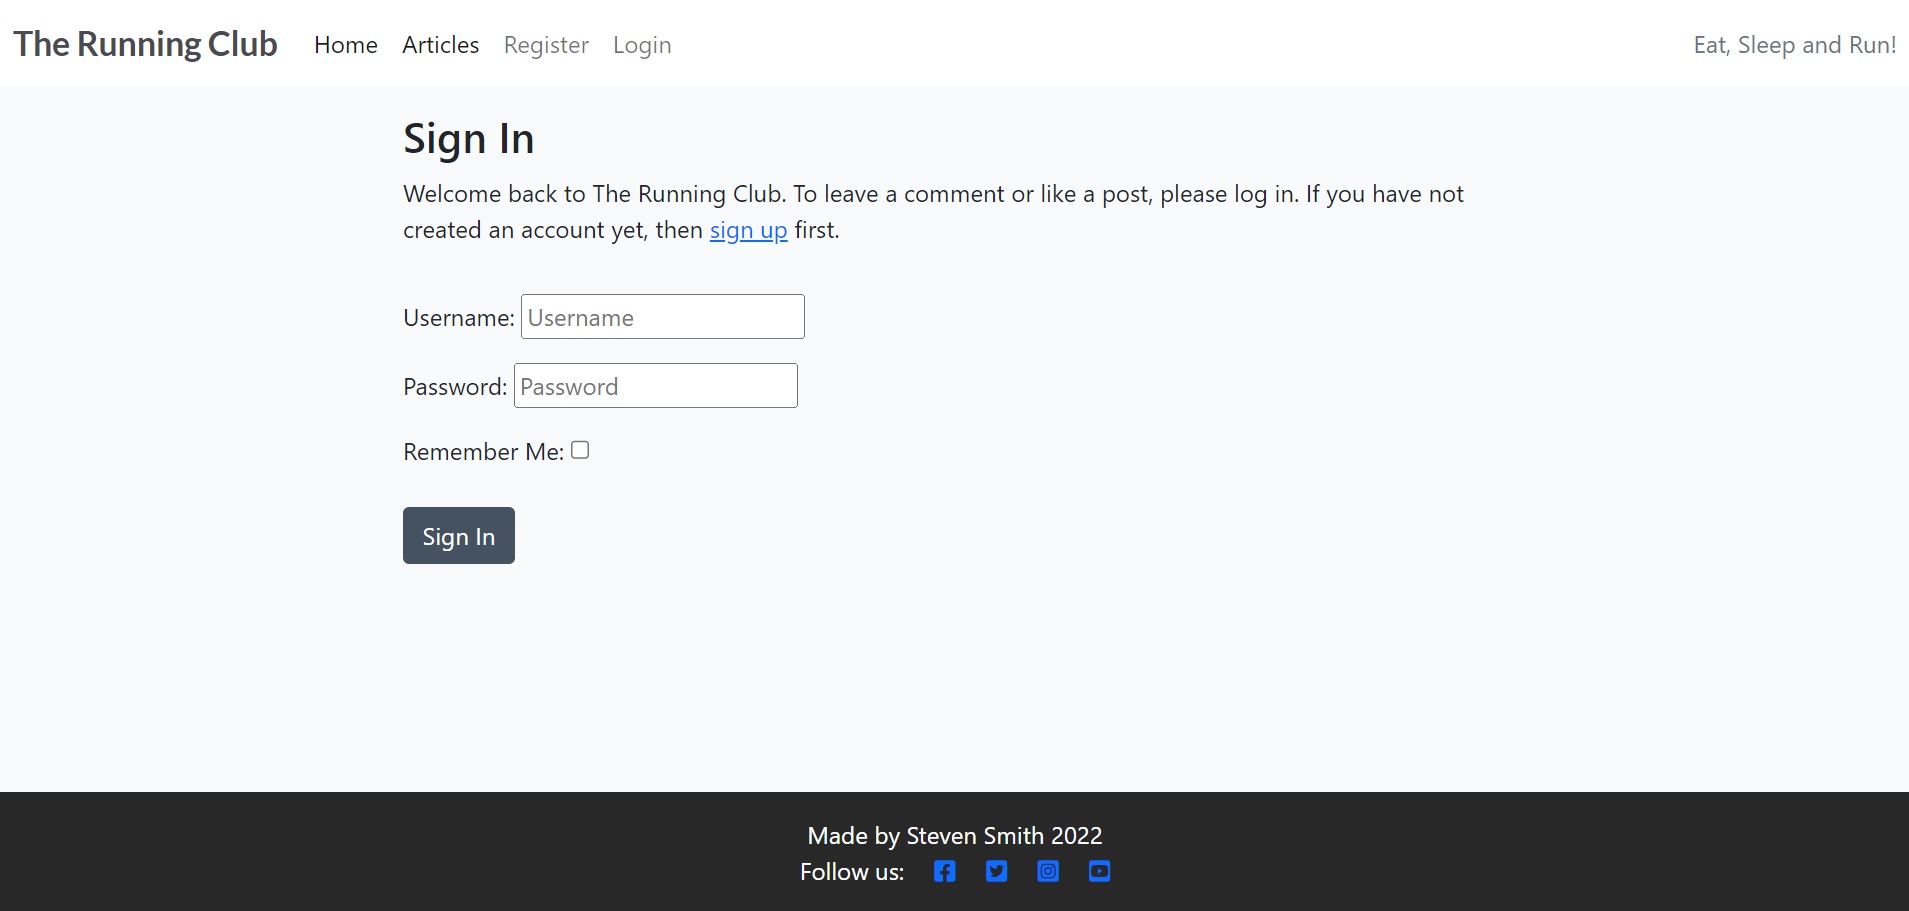 The Running Club Home Articles Register Login Eat, Sleep and Run!
Sign In
Welcome back to The Running Club. To leave a comment or like a post, please log in. If you have not
created an account yet, then sign up first.
Username: Username
Password: Password
Remember Me:
Sign In
Made by Steven Smith 2022
Follow us: